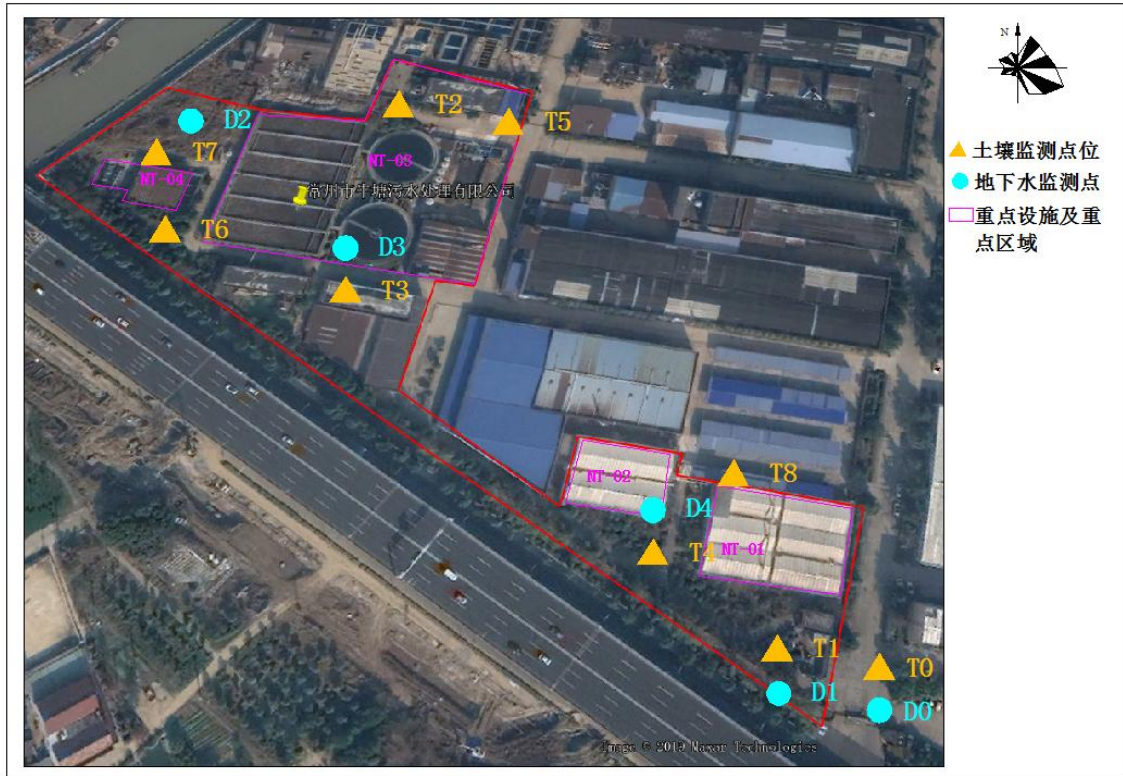 N
土壤监测点位
地下水监测点
重点设施及重
点区域
T2
T5
D2
T7
NT-03
NT-04
常州市牛塘污水处理有限公司
T6
D3
T3
T8
NT-02
D4
T4
NT-01
T1
T0
D1
D0
Image © 2019 Maxar Technologies